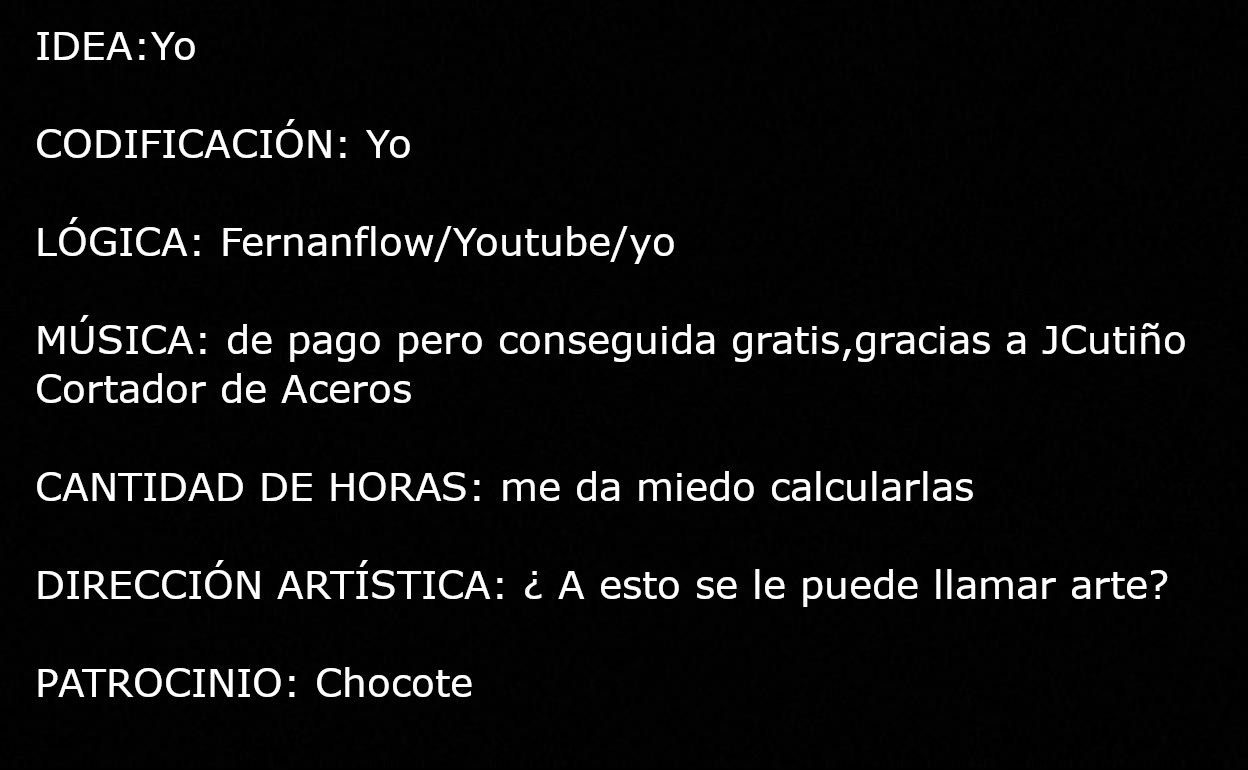 IDEA:Yo
CODIFICACIÓN: Yo
LÓGICA: Fernanflow/Youtube/yo
MÚSICA: de pago pero conseguida gratis,gracias a JCutiño
Cortador de Aceros
CANTIDAD DE HORAS: me da miedo calcularlas
DIRECCIÓN ARTÍSTICA: ¿ A esto se le puede llamar arte?
PATROCINIO: Chocote